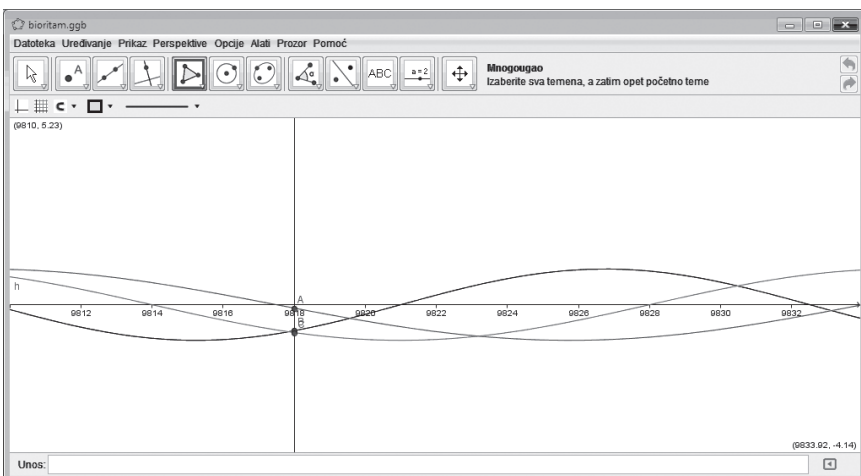 bioritam.ggb
Datoteka Uređivanje Prikaz Perspektive Opcije Alati Prozor Pomoć
A α ABC a=2
Mnogougao
Izaberite sva temena, a zatim opet početno teme
(9810, 5.23)
h
A
B
9812 9814 9816 9818 9820 9822 9824 9826 9828 9830 9832
(9833.92, -4.14)
Unos: